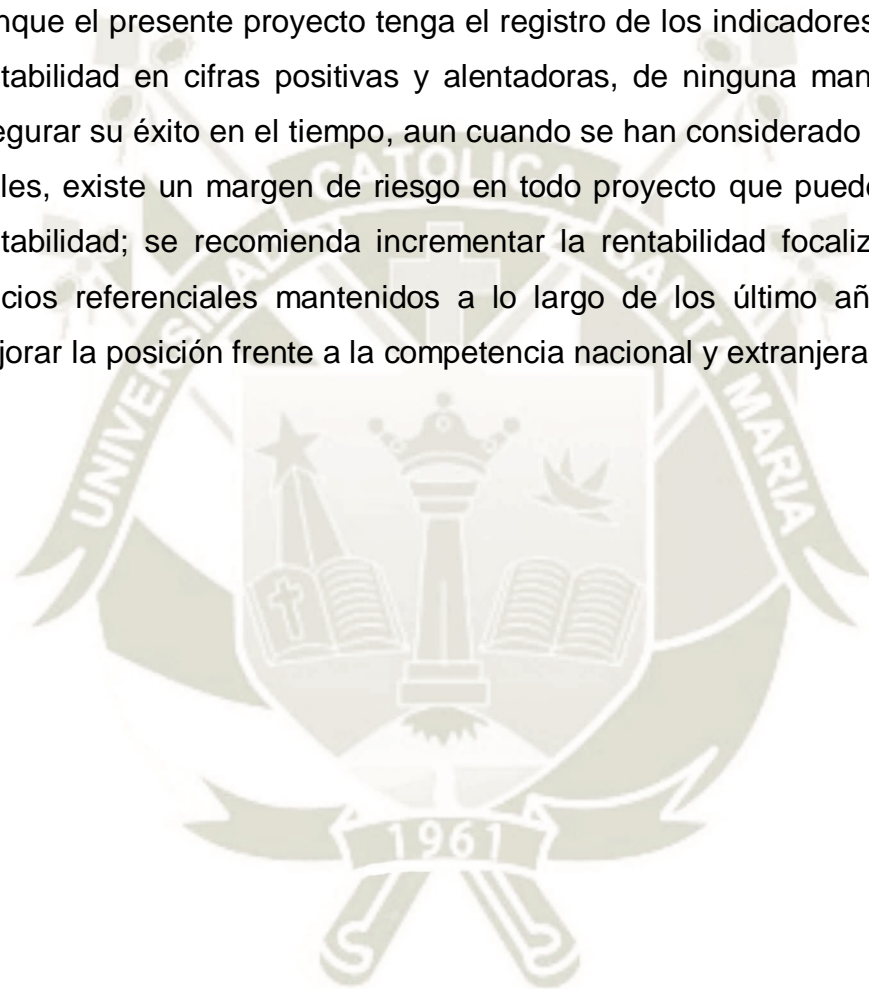 nque el presente proyecto tenga el registro de los indicadores
tabilidad en cifras positivas y alentadoras, de ninguna man
egurar su éxito en el tiempo, aun cuando se han considerado
les, existe un margen de riesgo en todo proyecto que puede
tabilidad; se recomienda incrementar la rentabilidad focaliz
cios referenciales mantenidos a lo largo de los último añ
jorar la posición frente a la competencia nacional y extranjera
UNIVERSIDAD CATOLICA SANTA MARIA
1961